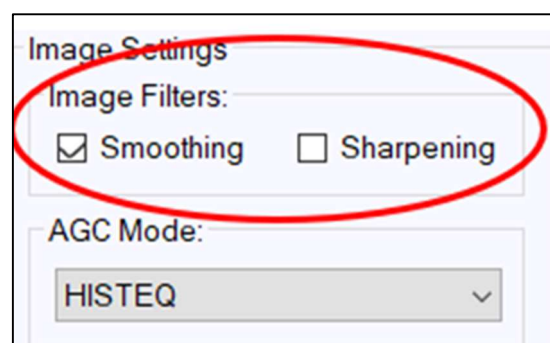 Image Settings
Image Filters:
Smoothing Sharpening
AGC Mode:
HISTEQ